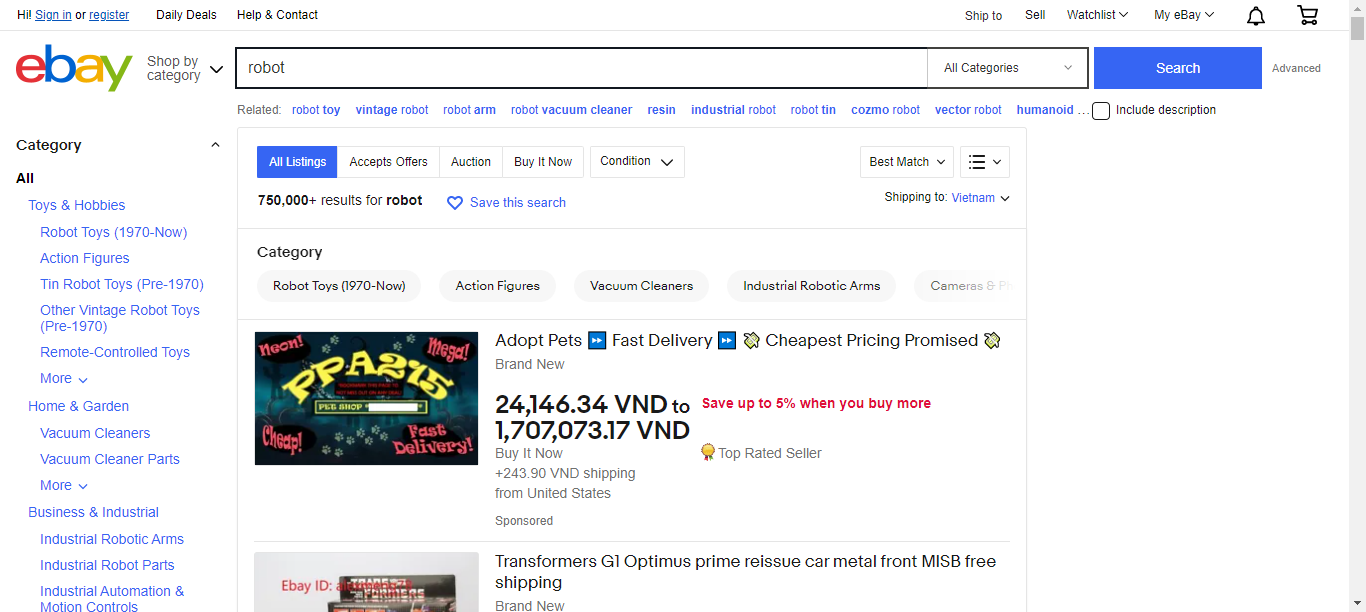 Hi! Sign in or register Daily Deals Help & Contact Ship to Sell Watchlist My eBay
ebay Shop by category robot All Categories Search Advanced
Related: robot toy vintage robot robot arm robot vacuum cleaner resin industrial robot robot tin cozmo robot vector robot humanoid ... Include description
Category
All
Toys & Hobbies
Robot Toys (1970-Now)
Action Figures
Tin Robot Toys (Pre-1970)
Other Vintage Robot Toys
(Pre-1970)
Remote-Controlled Toys
More
Home & Garden
Vacuum Cleaners
Vacuum Cleaner Parts
More
Business & Industrial
Industrial Robotic Arms
Industrial Robot Parts
Industrial Automation &
Motion Controls
All Listings Accepts Offers Auction Buy It Now Condition Best Match
750,000+ results for robot Save this search Shipping to: Vietnam
Category
Robot Toys (1970-Now) Action Figures Vacuum Cleaners Industrial Robotic Arms Cameras &
Neon! Mega!
PPA215
PET SHOP
Cheap! Fast
Delivery!
Adopt Pets ⏩ Fast Delivery ⏩ 💸 Cheapest Pricing Promised 💸
Brand New
24,146.34 VND to
1,707,073.17 VND
Save up to 5% when you buy more
Buy It Now
Top Rated Seller
+243.90 VND shipping
from United States
Sponsored
Ebay ID:
Transformers G1 Optimus prime reissue car metal front MISB free
shipping
Brand New